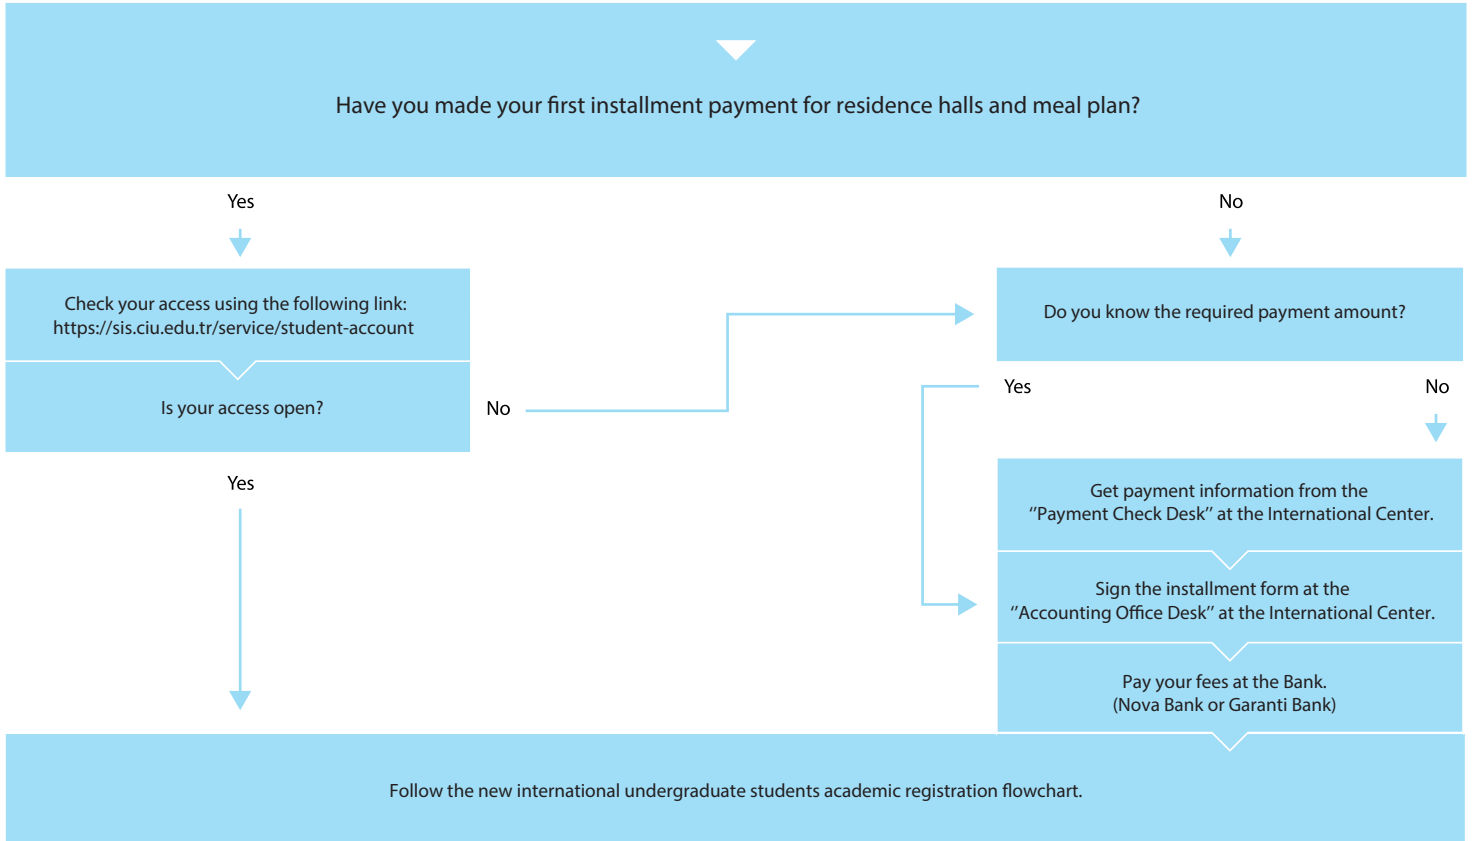 Have you made your first installment payment for residence halls and meal plan?
Yes
No
Check your access using the following link:
https://sis.ciu.edu.tr/service/student-account
Is your access open?
No
Yes
Do you know the required payment amount?
Yes
No
Get payment information from the
‘’Payment Check Desk’’ at the International Center.
Sign the installment form at the
‘’Accounting Office Desk’’ at the International Center.
Pay your fees at the Bank.
(Nova Bank or Garanti Bank)
Follow the new international undergraduate students academic registration flowchart.